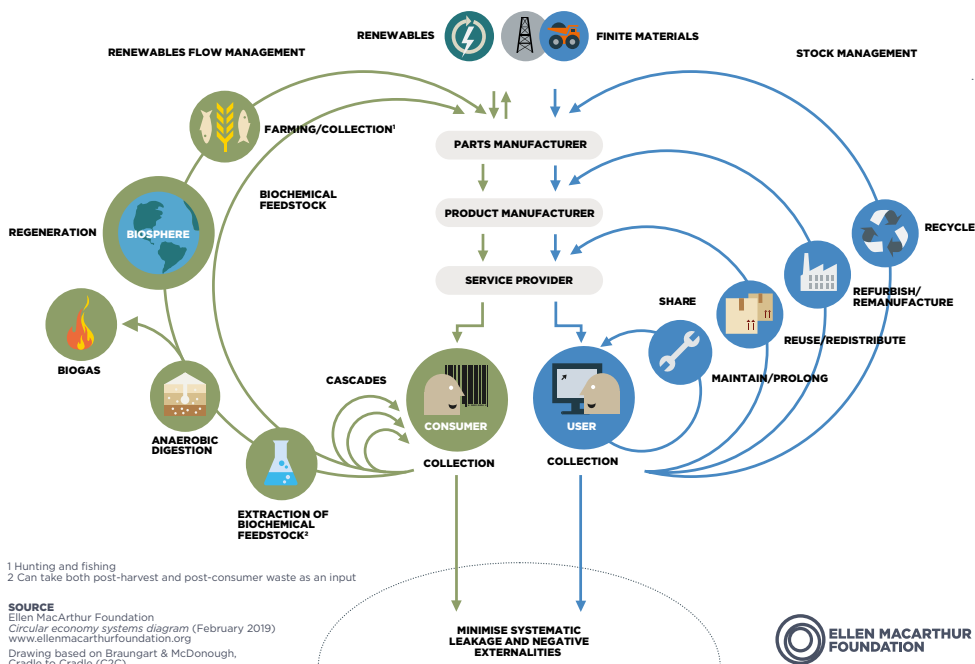 RENEWABLES
FINITE MATERIALS
RENEWABLES FLOW MANAGEMENT
STOCK MANAGEMENT
FARMING/COLLECTION¹
PARTS MANUFACTURER
BIOCHEMICAL
FEEDSTOCK
PRODUCT MANUFACTURER
REGENERATION
BIOSPHERE
RECYCLE
SERVICE PROVIDER
REFURBISH/
REMANUFACTURE
SHARE
REUSE/REDISTRIBUTE
BIOGAS
CASCADES
MAINTAIN/PROLONG
CONSUMER
USER
ANAEROBIC
DIGESTION
COLLECTION
COLLECTION
EXTRACTION OF
BIOCHEMICAL
FEEDSTOCK²
1 Hunting and fishing
2 Can take both post-harvest and post-consumer waste as an input
SOURCE
Ellen MacArthur Foundation
Circular economy systems diagram (February 2019)
www.ellenmacarthurfoundation.org
Drawing based on Braungart & McDonough,
Cradle to Cradle (C2C)
MINIMISE SYSTEMATIC
LEAKAGE AND NEGATIVE
EXTERNALITIES
ELLEN MACARTHUR
FOUNDATION